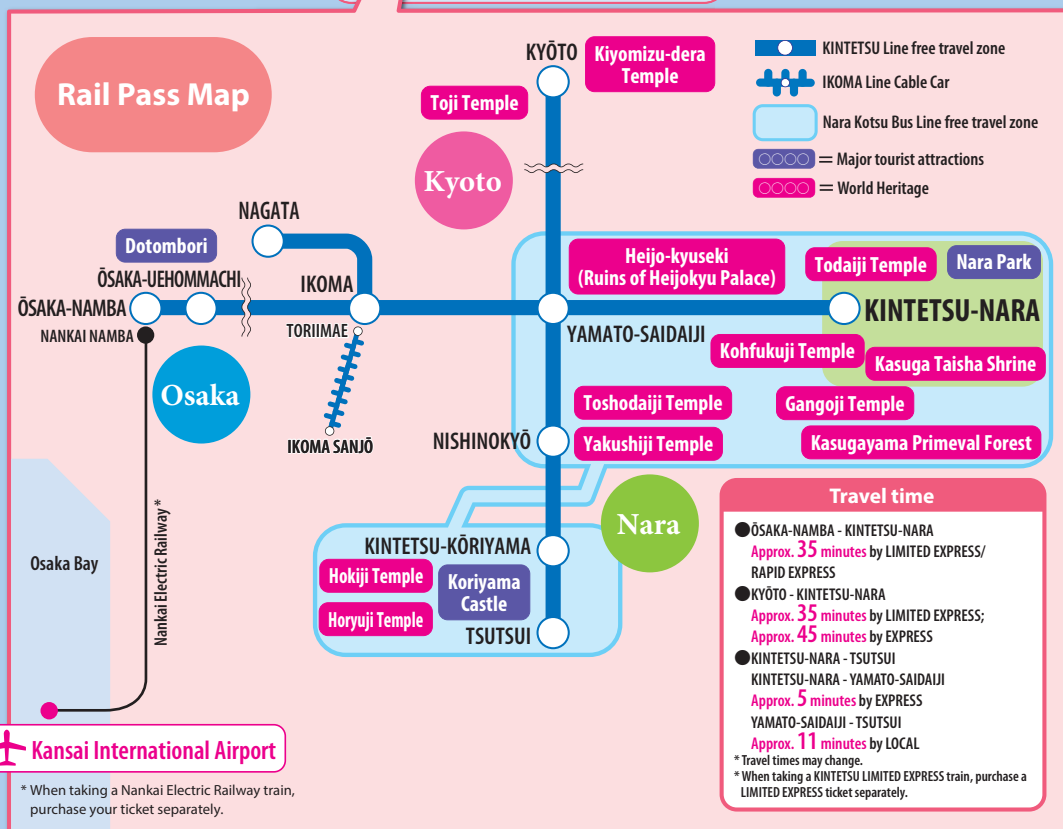 Rail Pass Map
KYŌTO
Kiyomizu-dera
Temple
Toji Temple
KINTETSU Line free travel zone
IKOMA Line Cable Car
Nara Kotsu Bus Line free travel zone
○○○○ = Major tourist attractions
○○○○ = World Heritage
Kyoto
NAGATA
Dotombori
ŌSAKA-UEHOMMACHI
IKOMA
ŌSAKA-NAMBA
NANKAI NAMBA
TORIIMAE
IKOMA SANJŌ
Osaka
Heijo-kyuseki
(Ruins of Heijokyu Palace)
Todaiji Temple
Nara Park
KINTETSU-NARA
YAMATO-SAIDAIJI
Kohfukuji Temple
Kasuga Taisha Shrine
Toshodaiji Temple
Gangoji Temple
NISHINOKYŌ
Yakushiji Temple
Kasugayama Primeval Forest
Nara
KINTETSU-KŌRIYAMA
Hokiji Temple
Koriyama
Castle
Horyuji Temple
TSUTSUI
Osaka Bay
Nankai Electric Railway *
Kansai International Airport
* When taking a Nankai Electric Railway train,
purchase your ticket separately.
Travel time
●ŌSAKA-NAMBA - KINTETSU-NARA
Approx. 35 minutes by LIMITED EXPRESS/
RAPID EXPRESS
●KYŌTO - KINTETSU-NARA
Approx. 35 minutes by LIMITED EXPRESS;
Approx. 45 minutes by EXPRESS
●KINTETSU-NARA - TSUTSUI
KINTETSU-NARA - YAMATO-SAIDAIJI
Approx. 5 minutes by EXPRESS
YAMATO-SAIDAIJI - TSUTSUI
Approx. 11 minutes by LOCAL
* Travel times may change.
* When taking a KINTETSU LIMITED EXPRESS train, purchase a
LIMITED EXPRESS ticket separately.